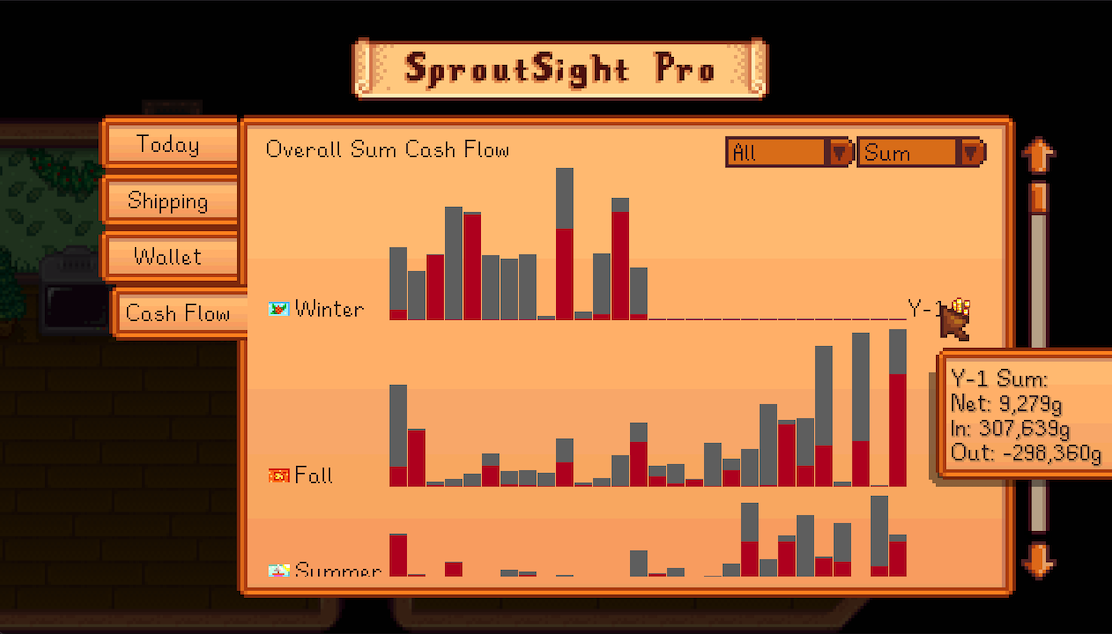 SproutSight Pro
Today
Shipping
Wallet
Cash Flow
Overall Sum Cash Flow
All
Sum
Winter
Y-1
Fall
Summer
Y-1 Sum:
Net: 9,279g
In: 307,639g
Out: -298,360g